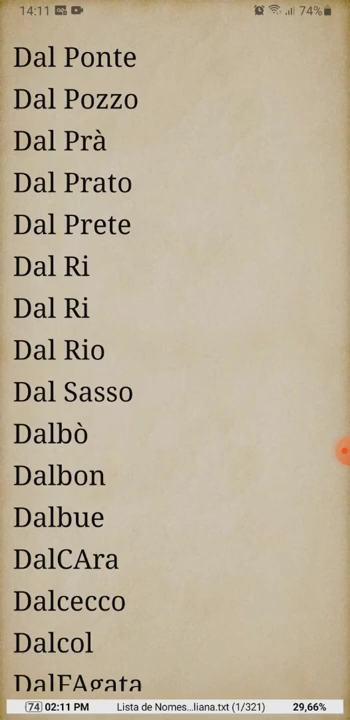 14:11 74%
Dal Ponte
Dal Pozzo
Dal Prà
Dal Prato
Dal Prete
Dal Ri
Dal Ri
Dal Rio
Dal Sasso
Dalbò
Dalbon
Dalbue
DalCAra
Dalcecco
Dalcol
DalFAgata
74 02:11 PM Lista de Nomes...liana.txt (1/321) 29,66%